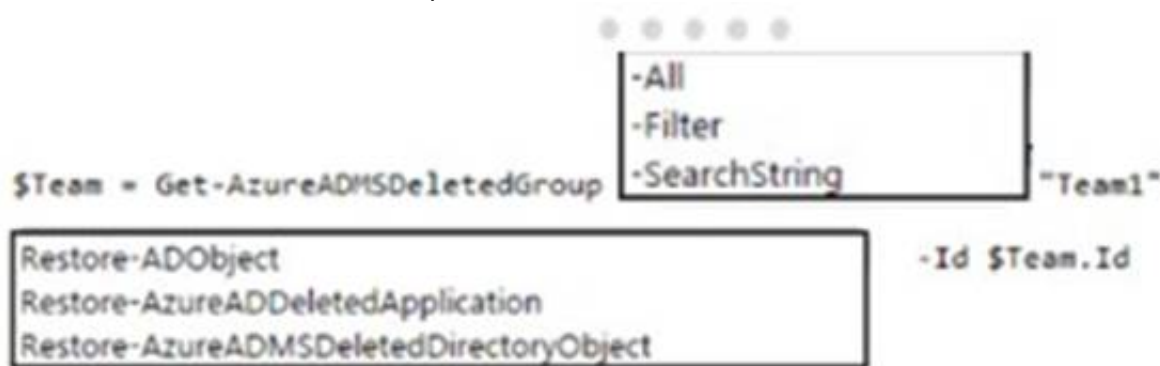 -All
-Filter
$Team = Get-AzureADMSDeletedGroup -SearchString "Team1"
Restore-ADObject -Id $Team.Id
Restore-AzureADDeletedApplication
Restore-AzureADMSDeletedDirectoryObject